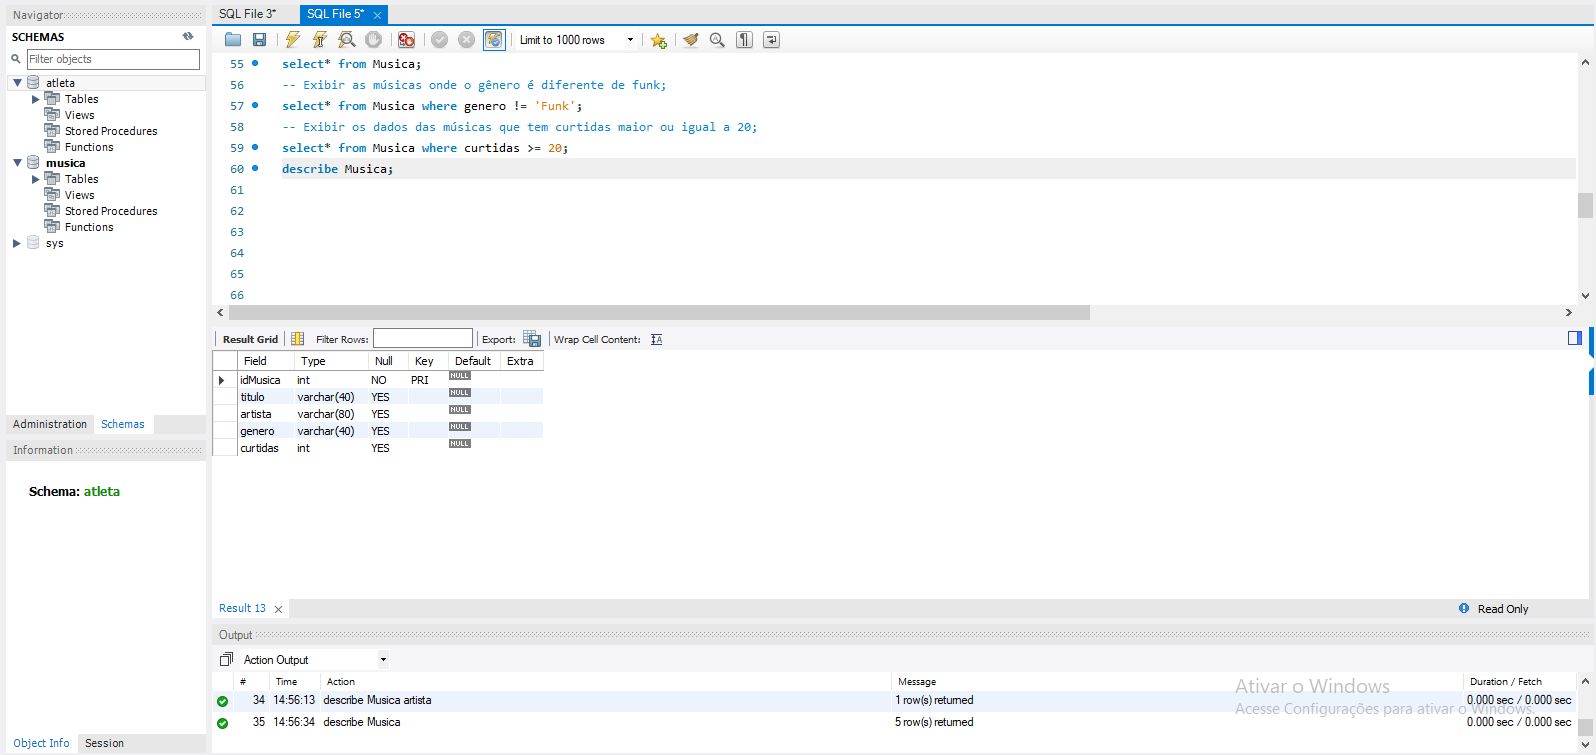 Navigator
SCHEMAS
Filter objects
atleta
Tables
Views
Stored Procedures
Functions
musica
Tables
Views
Stored Procedures
Functions
sys
Administration Schemas
Information
Schema: atleta
Object Info Session
SQL File 3* SQL File 5*
Limit to 1000 rows
55 select* from Musica;
56 -- Exibir as músicas onde o gênero é diferente de funk;
57 select* from Musica where genero != 'Funk';
58 -- Exibir os dados das músicas que tem curtidas maior ou igual a 20;
59 select* from Musica where curtidas >= 20;
60 describe Musica;
61
62
63
64
65
66
Result Grid Filter Rows: Export: Wrap Cell Content:
Field Type Null Key Default Extra
idMusica int NO PRI NULL
titulo varchar(40) YES NULL
artista varchar(80) YES NULL
genero varchar(40) YES NULL
curtidas int YES NULL
Result 13 Read Only
Output
Action Output
# Time Action Message Duration / Fetch
34 14:56:13 describe Musica artista 1 row(s) returned 0.000 sec / 0.000 sec
35 14:56:34 describe Musica 5 row(s) returned 0.000 sec / 0.000 sec
Ativar o Windows
Acesse Configurações para ativar o Windows.